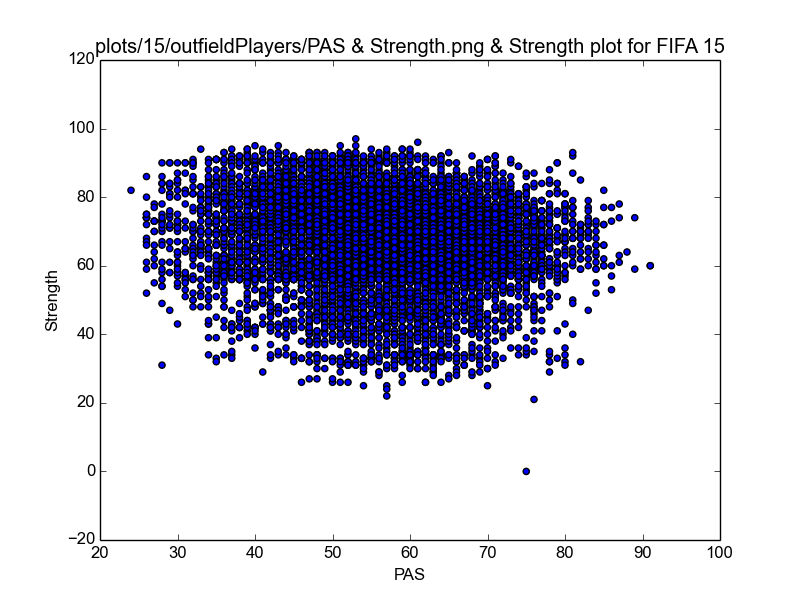 plots/15/outfieldPlayers/PAS & Strength.png & Strength plot for FIFA 15
120
100
80
60
40
20
0
−20
Strength
20 30 40 50 60 70 80 90 100
PAS